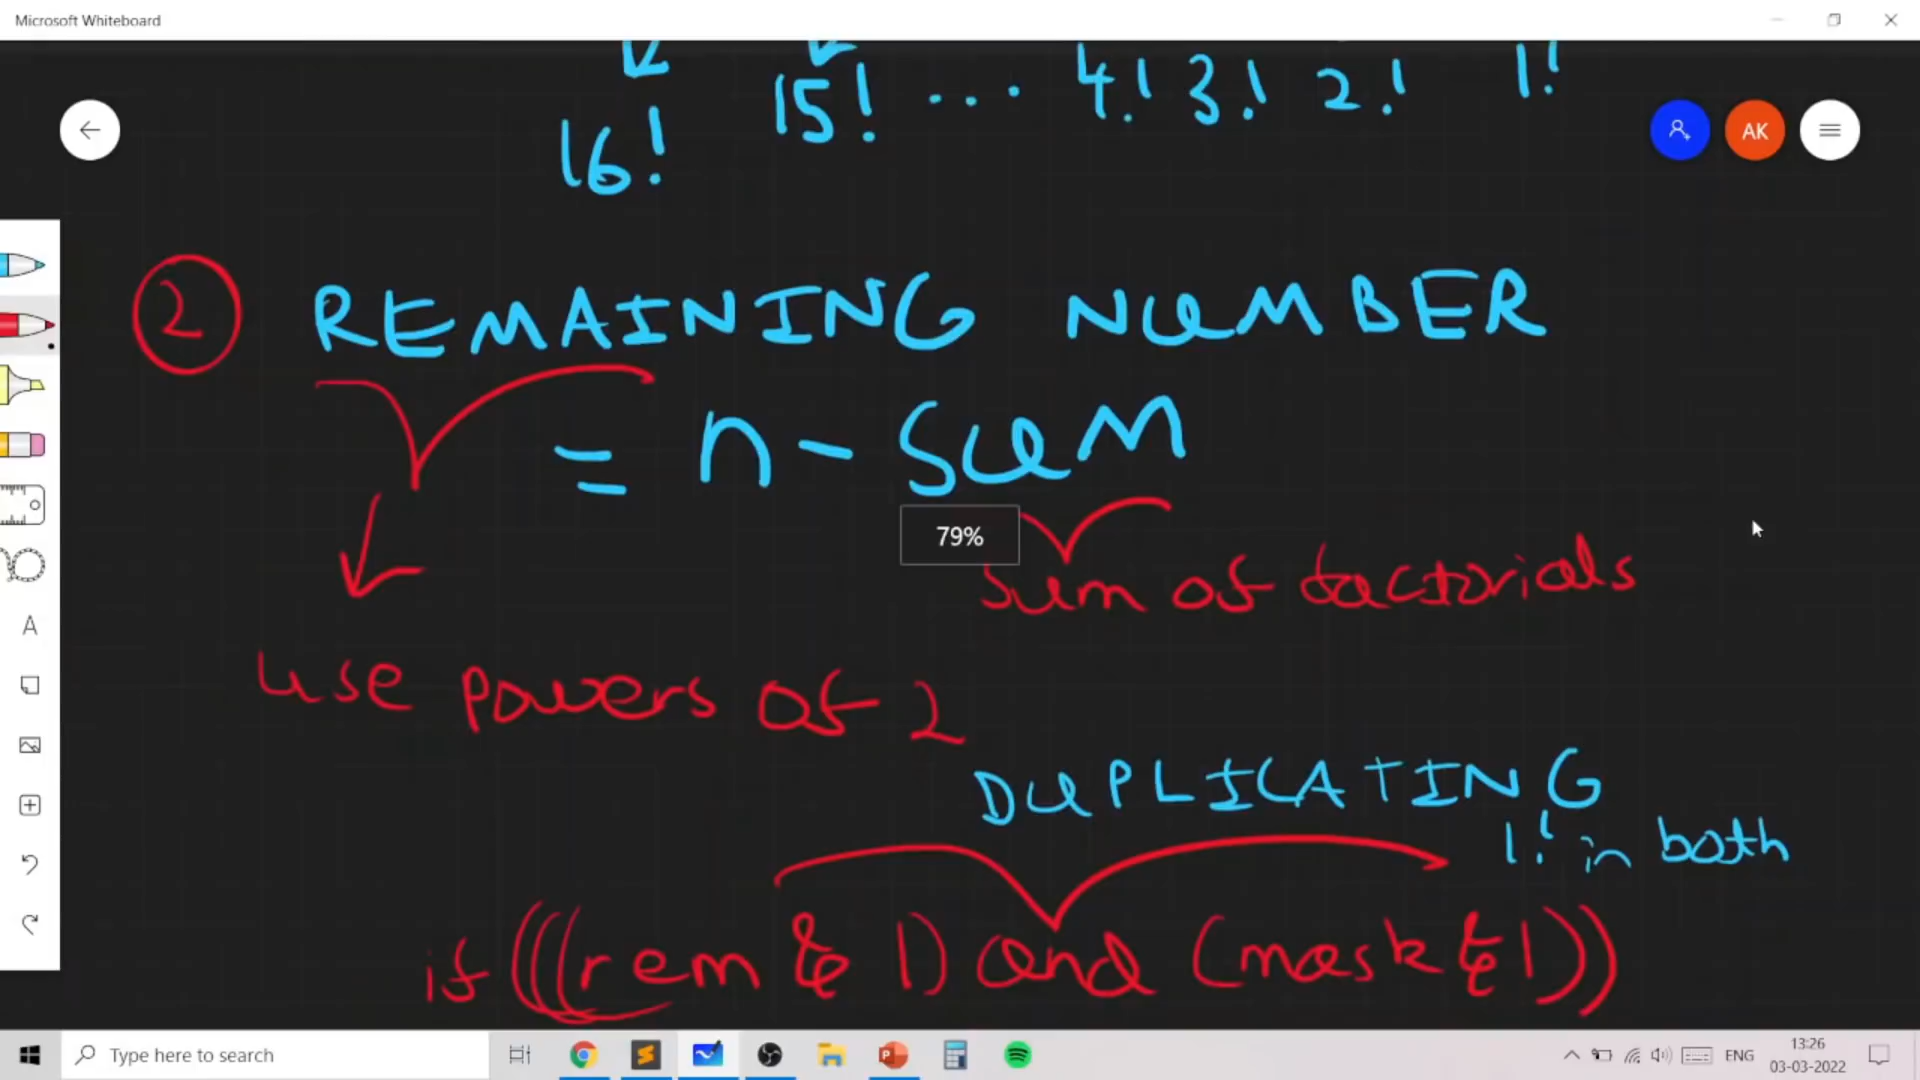 Microsoft Whiteboard
16! 15! ... 4! 3! 2! 1!
AK
2 REMAINING NUMBER
= n - SUM
79%
sum of factorials
A
use powers of 2
DUPLICATING
1! in both
if (((rem & 1) and (mask & 1))
Type here to search
ENG
13:26
03-03-2022